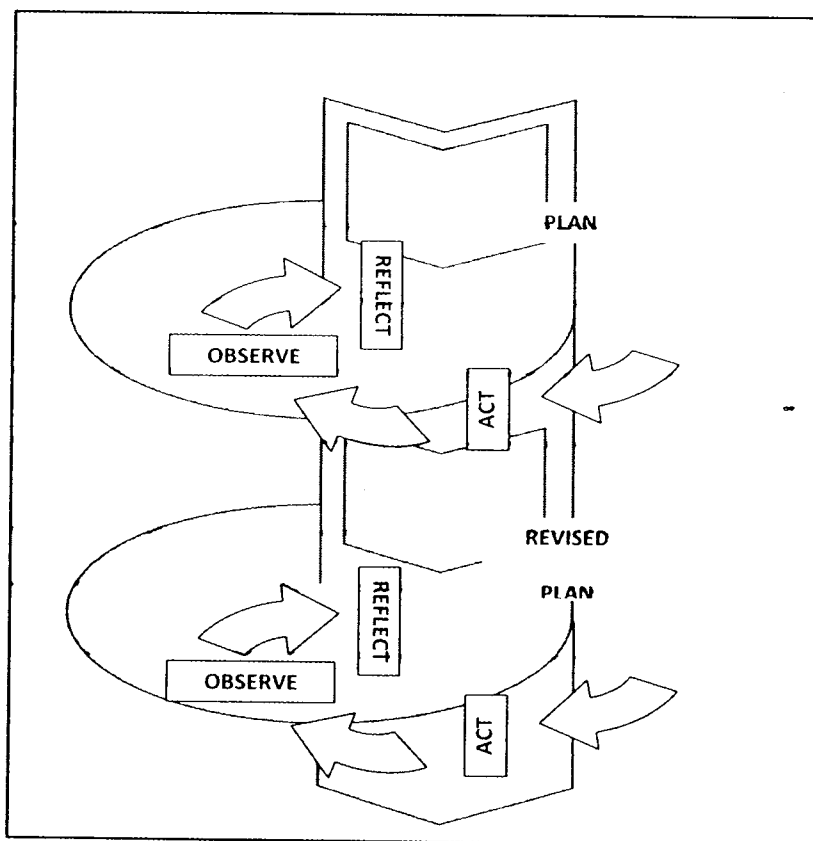 PLAN
REFLECT
OBSERVE
ACT
REVISED
PLAN
REFLECT
OBSERVE
ACT